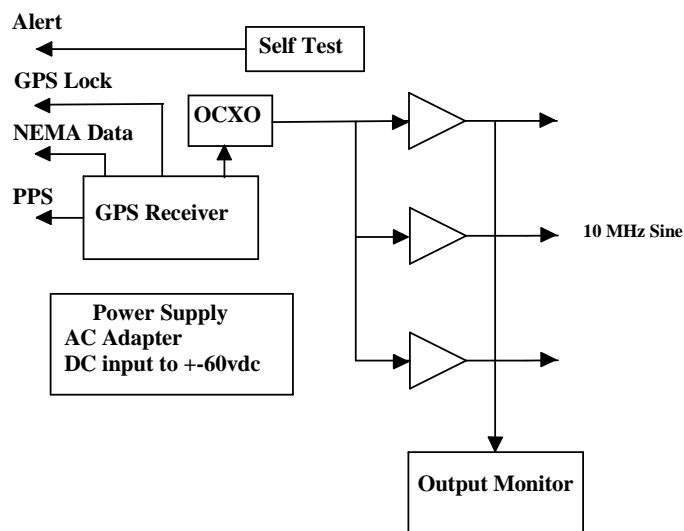 Alert
Self Test
GPS Lock
OCXO
NEMA Data
PPS
GPS Receiver
10 MHz Sine
Power Supply
AC Adapter
DC input to +-60vdc
Output Monitor